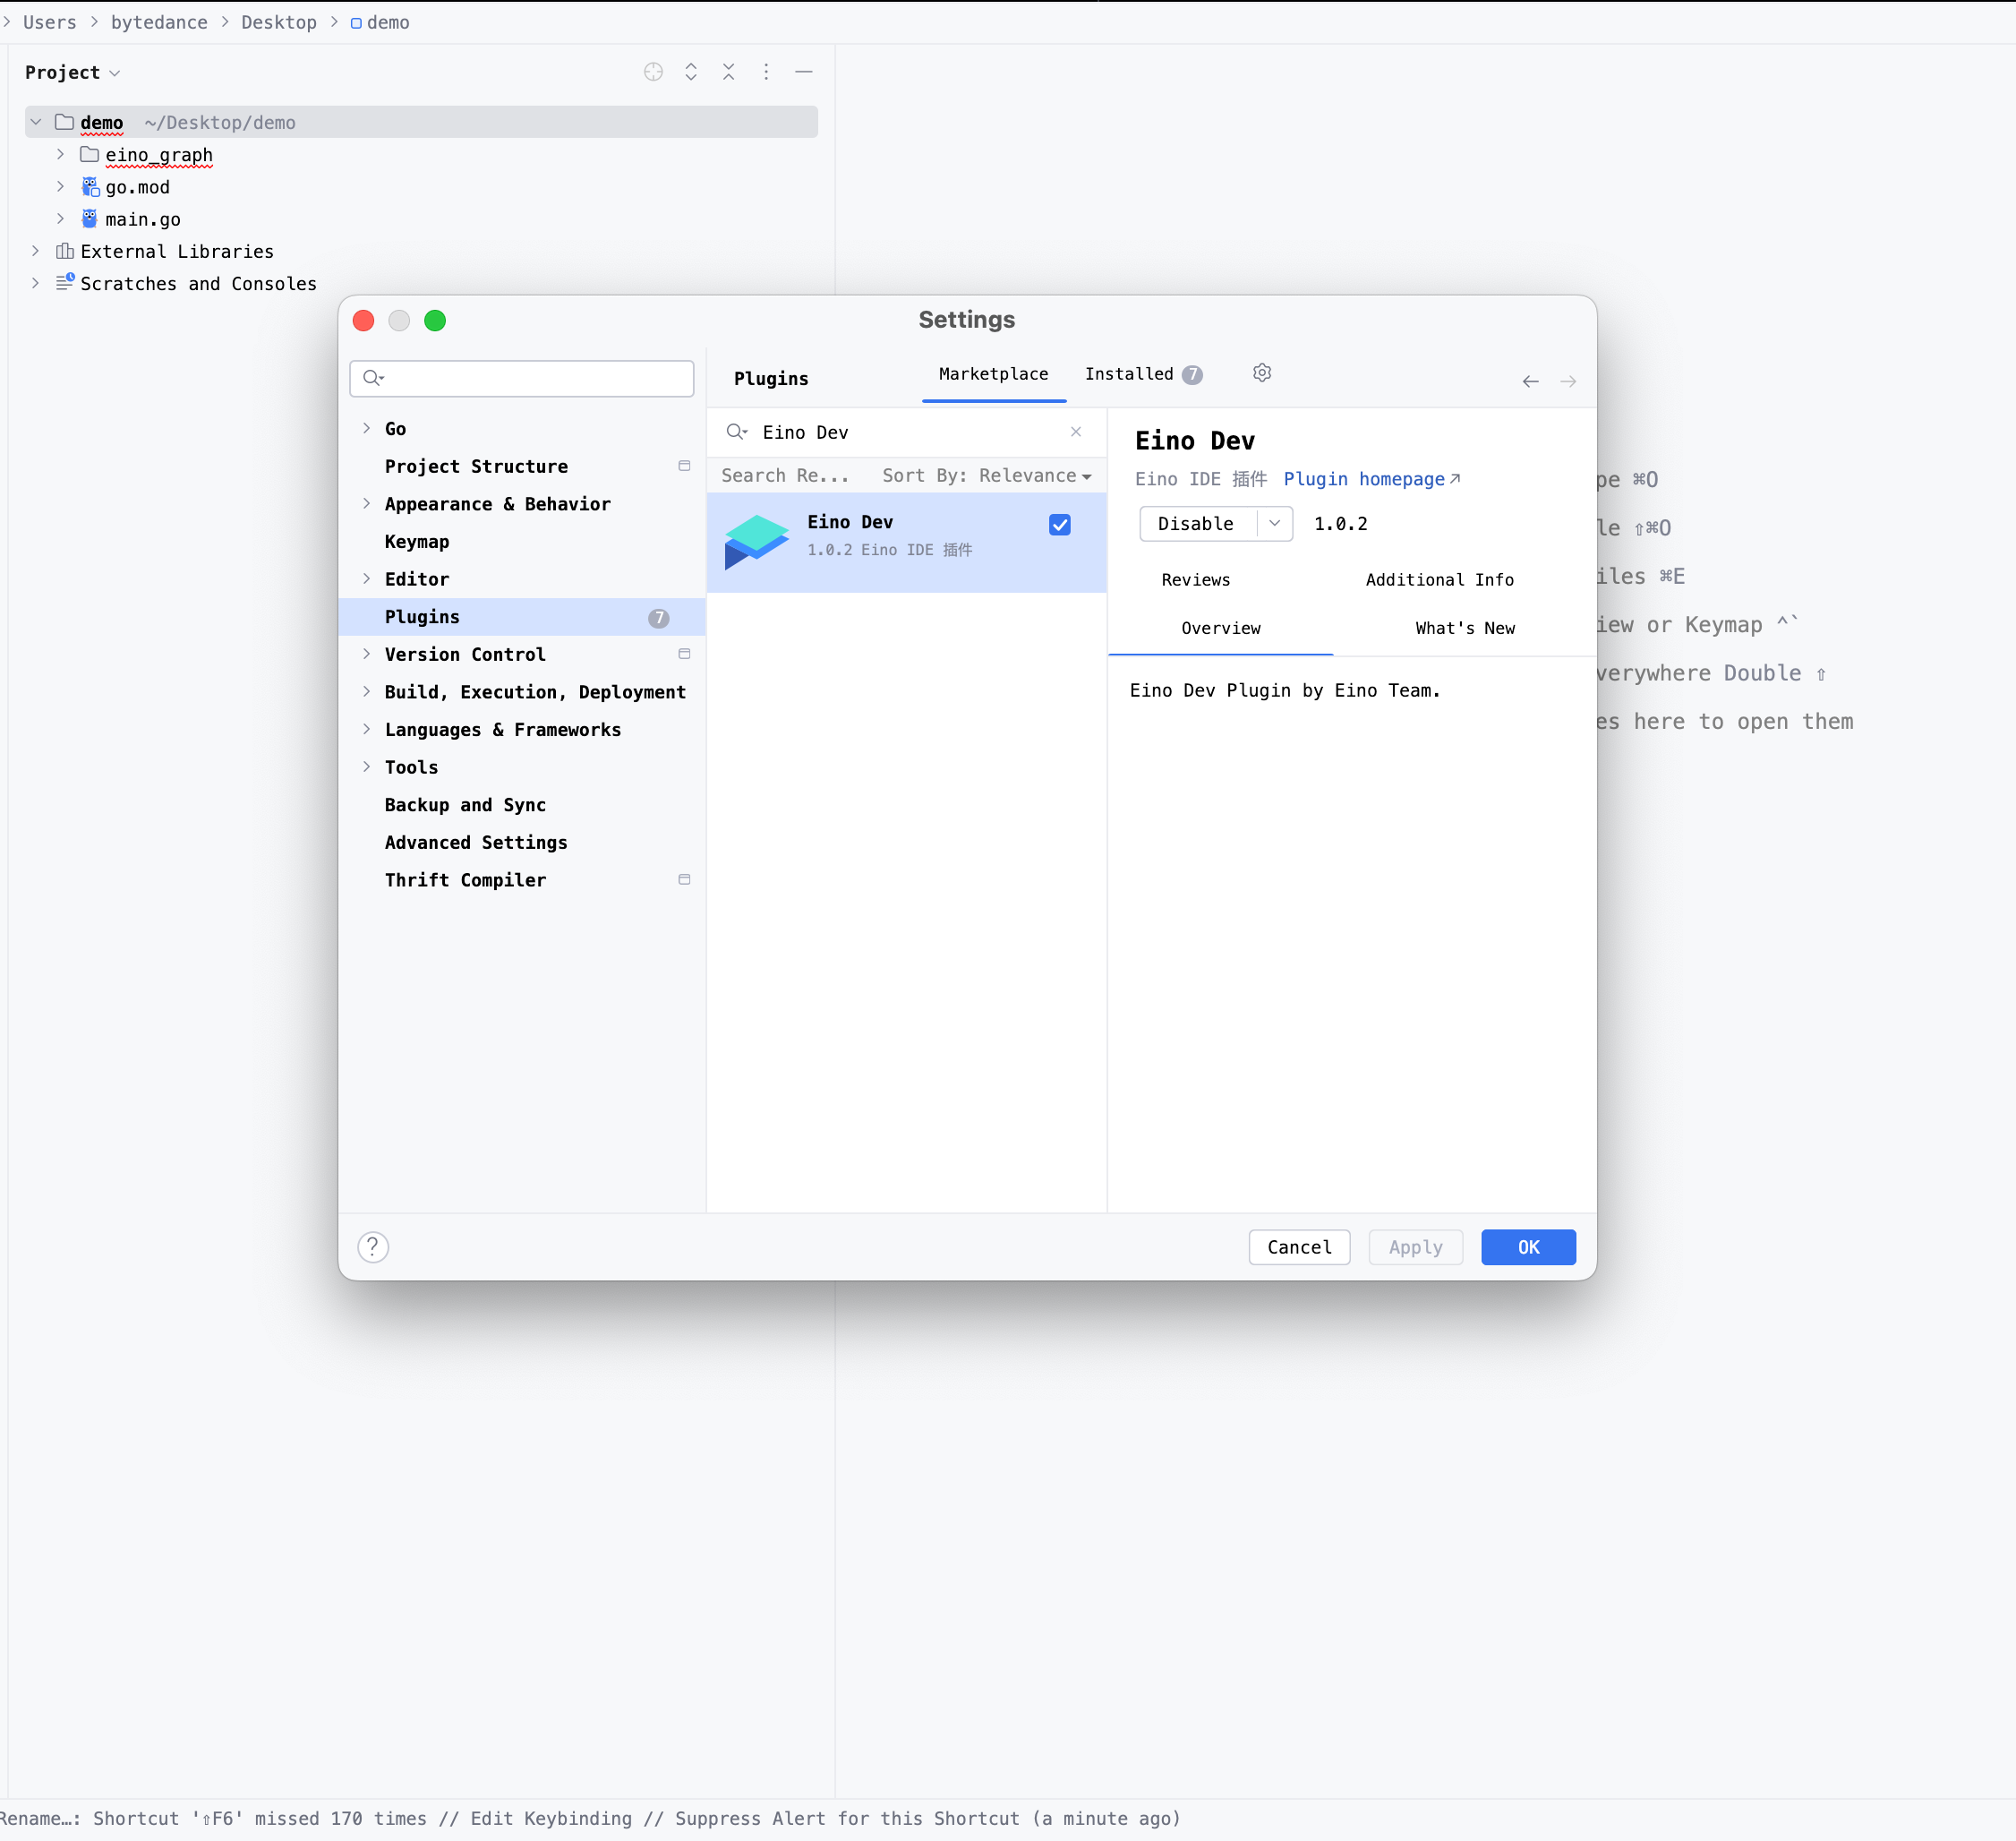 Users > bytedance > Desktop > demo
Project
demo ~/Desktop/demo
eino_graph
go.mod
main.go
External Libraries
Scratches and Consoles
Settings
Go
Project Structure
Appearance & Behavior
Keymap
Editor
Plugins 7
Version Control
Build, Execution, Deployment
Languages & Frameworks
Tools
Backup and Sync
Advanced Settings
Thrift Compiler
Plugins
Marketplace
Installed 7
Eino Dev
Search Re... Sort By: Relevance
Eino Dev
1.0.2 Eino IDE 插件
Eino Dev
Eino IDE 插件 Plugin homepage↗
Disable 1.0.2
Reviews Additional Info
Overview What's New
Eino Dev Plugin by Eino Team.
?
Cancel Apply OK
pe ⌘O
le ⇧⌘O
iles ⌘E
iew or Keymap ^`
verywhere Double ⇧
es here to open them
Rename…: Shortcut '⇧F6' missed 170 times // Edit Keybinding // Suppress Alert for this Shortcut (a minute ago)